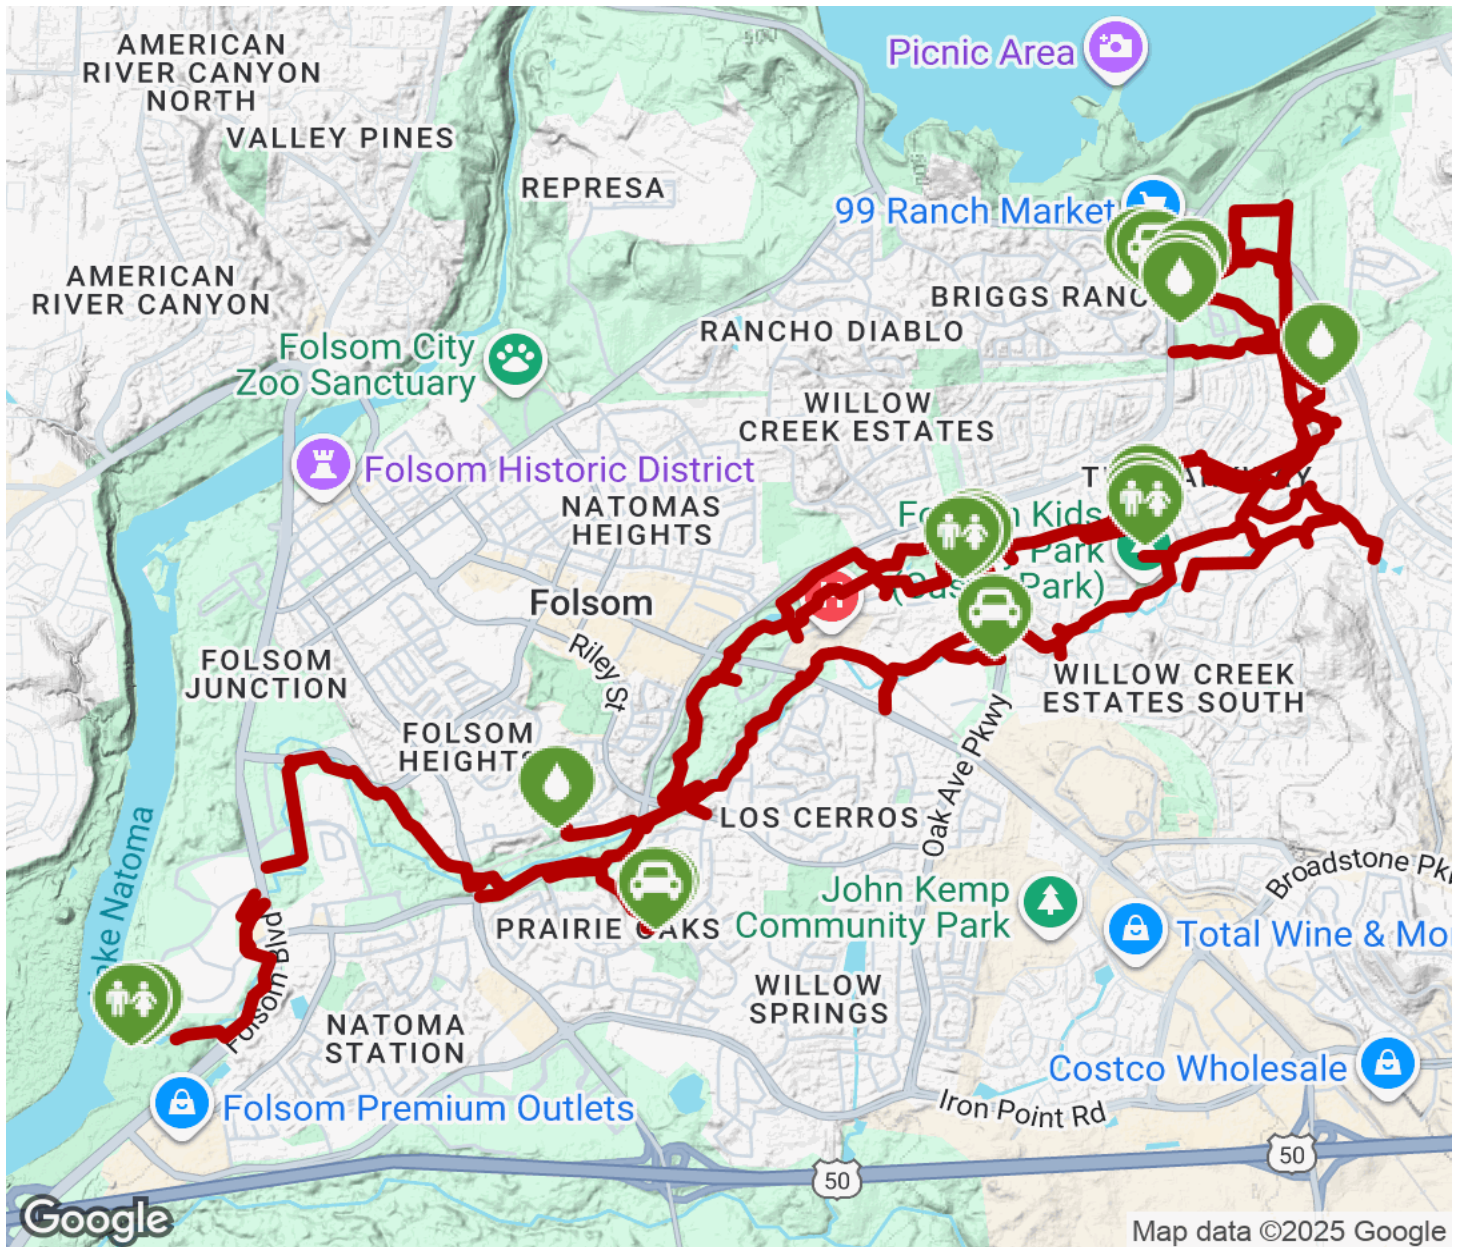 AMERICAN
RIVER CANYON
NORTH
VALLEY PINES
Picnic Area
REPRESA
99 Ranch Market
AMERICAN
RIVER CANYON
BRIGGS RANC
RANCHO DIABLO
Folsom City
Zoo Sanctuary
WILLOW
CREEK ESTATES
Folsom Historic District
NATOMAS
HEIGHTS
Kids
Park
Park)
Folsom
Riley St
FOLSOM
JUNCTION
WILLOW CREEK
ESTATES SOUTH
FOLSOM
HEIGHTS
Oak Ave Pkwy
LOS CERROS
ake Natoma
Broadstone Pk
John Kemp
Community Park
PRAIRIE OAKS
Total Wine & Mo
Folsom Blvd
WILLOW
SPRINGS
NATOMA
STATION
Costco Wholesale
Folsom Premium Outlets
Iron Point Rd
50
50
Google
Map data ©2025 Google